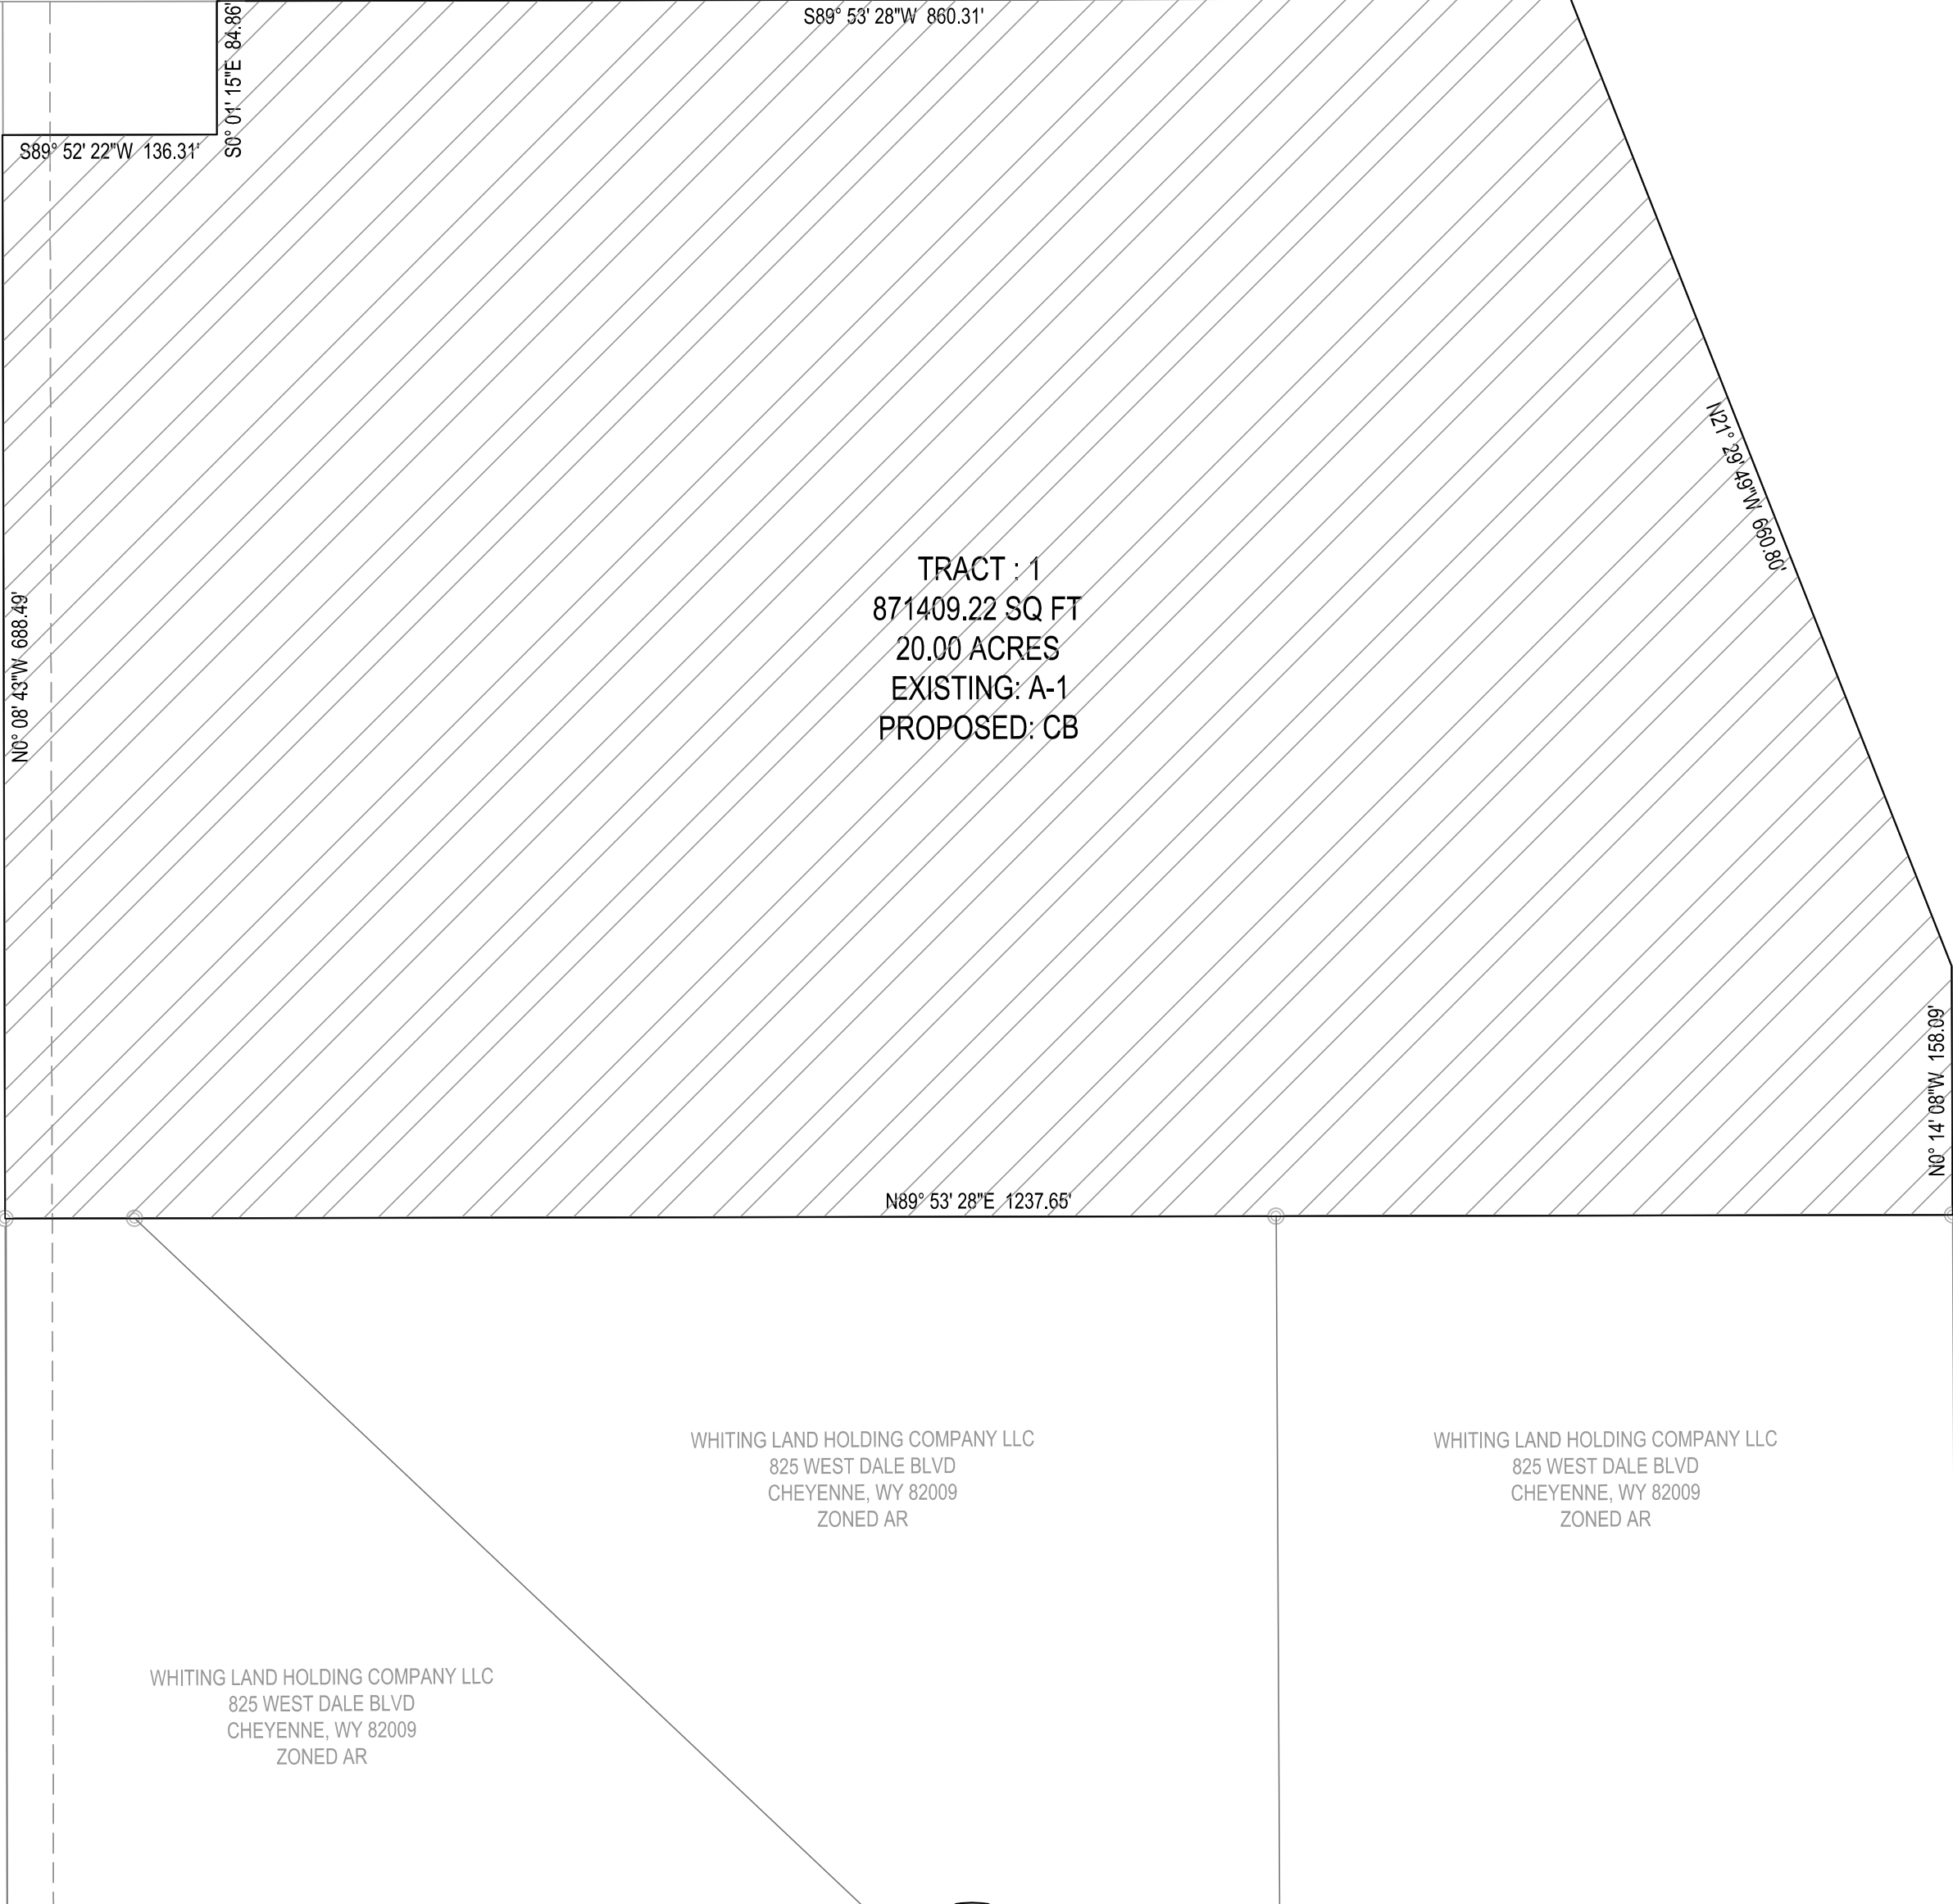 S89° 53' 28"W 860.31'
S0° 01' 15"E 84.86'
S89° 52' 22"W 136.31'
N21° 29' 49"W 660.80'
TRACT : 1
871409.22 SQ FT
20.00 ACRES
EXISTING: A-1
PROPOSED: CB
N0° 08' 43"W 688.49'
N0° 14' 08"W 158.09'
N89° 53' 28"E 1237.65'
WHITING LAND HOLDING COMPANY LLC
825 WEST DALE BLVD
CHEYENNE, WY 82009
ZONED AR
WHITING LAND HOLDING COMPANY LLC
825 WEST DALE BLVD
CHEYENNE, WY 82009
ZONED AR
WHITING LAND HOLDING COMPANY LLC
825 WEST DALE BLVD
CHEYENNE, WY 82009
ZONED AR